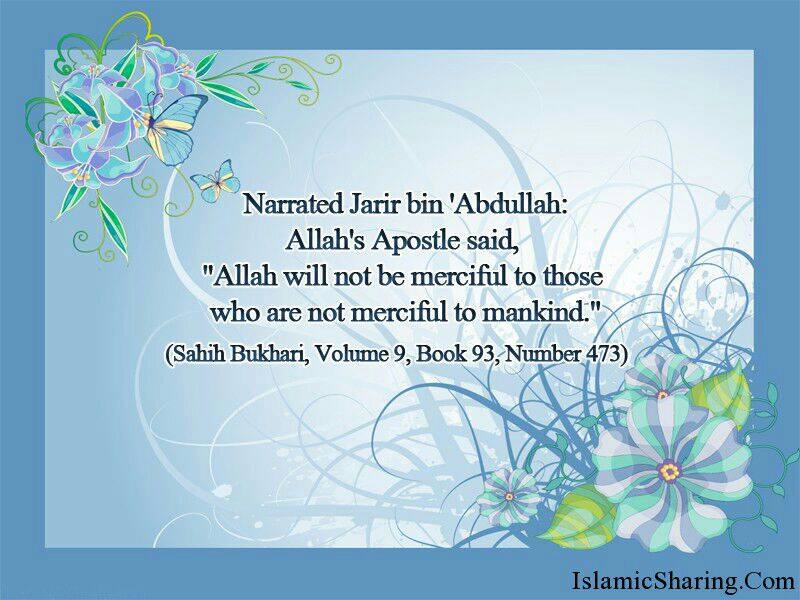 Narrated Jarir bin 'Abdullah:
Allah's Apostle said,
"Allah will not be merciful to those
who are not merciful to mankind."
(Sahih Bukhari, Volume 9, Book 93, Number 473)
IslamicSharing.Com